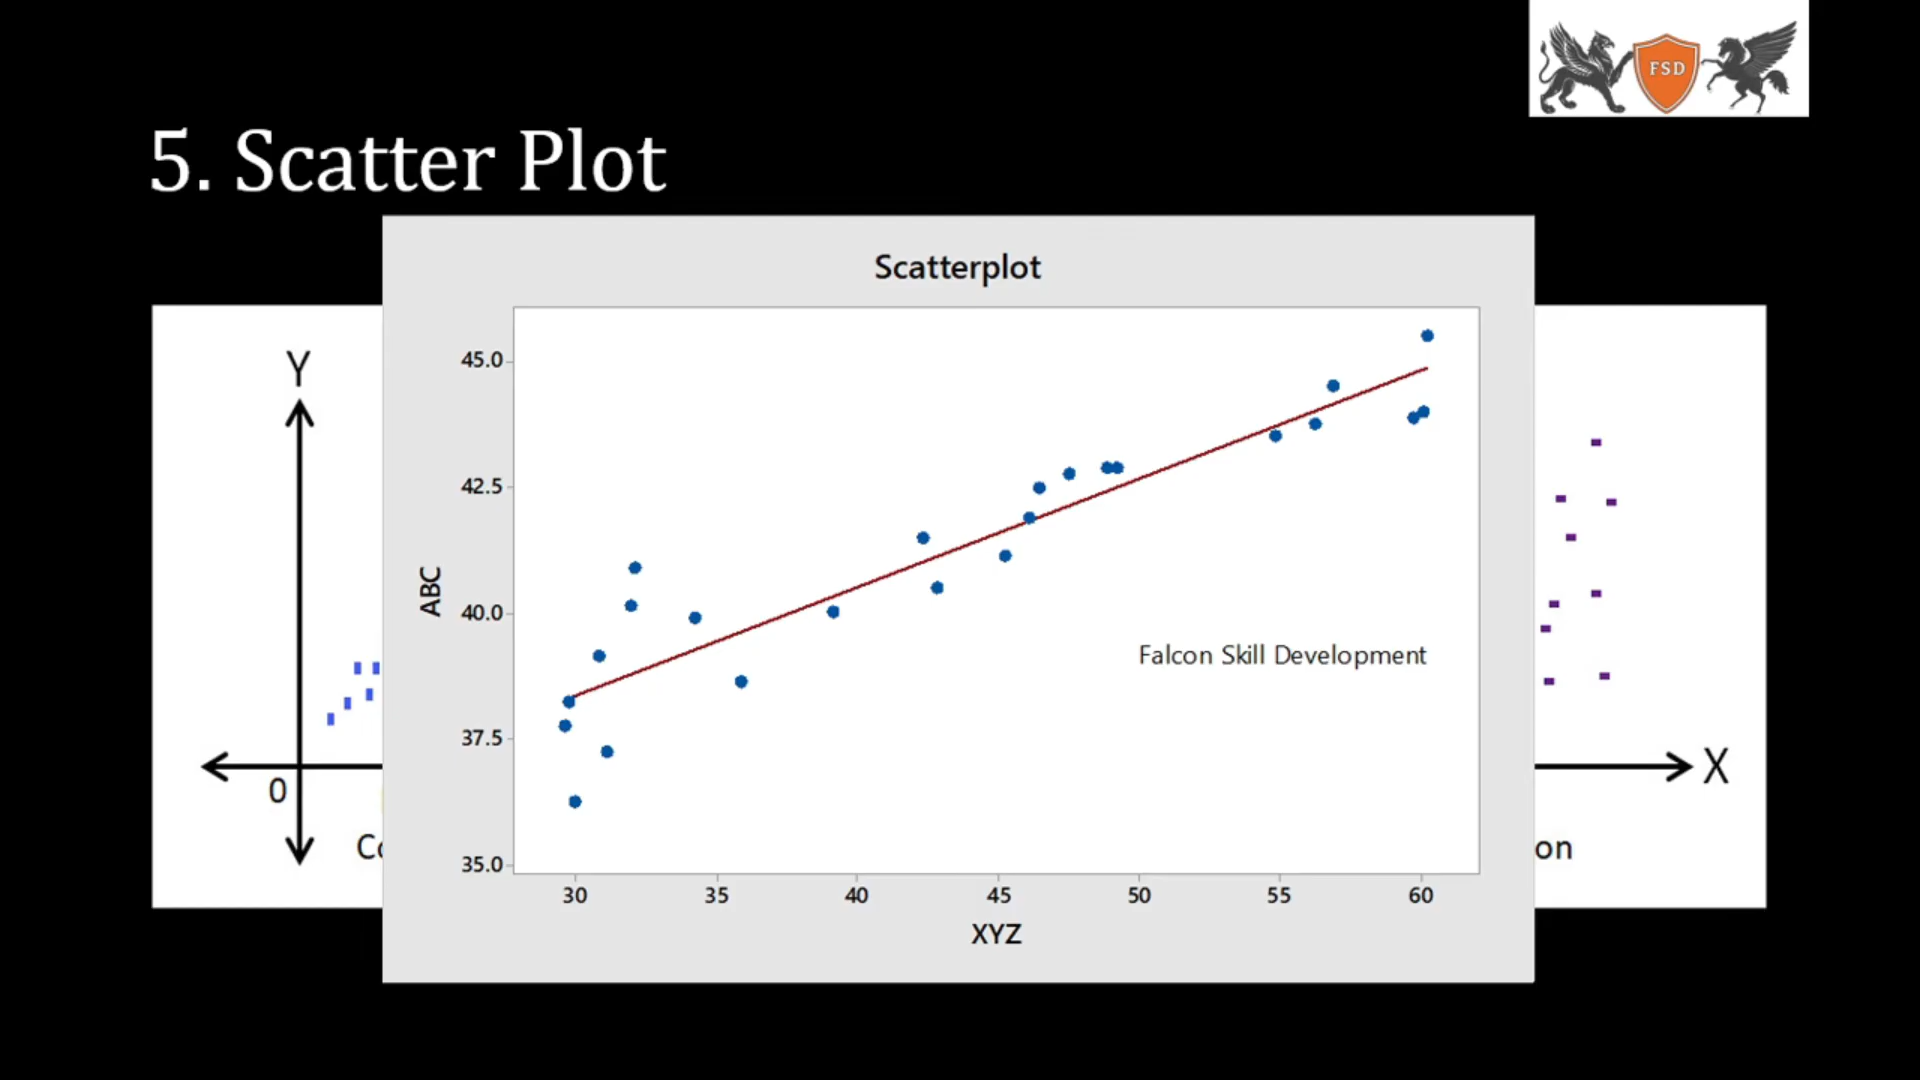 FSD
5. Scatter Plot
Scatterplot
Y
45.0
42.5
ABC
40.0
Falcon Skill Development
37.5
X
0
35.0
30 35 40 45 50 55 60
XYZ